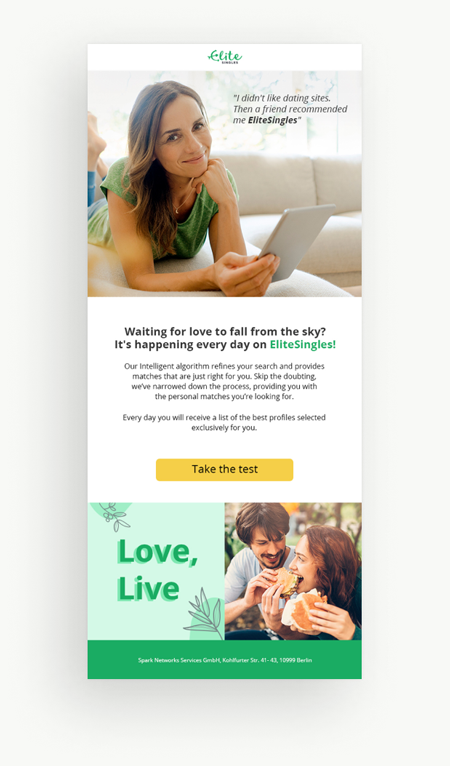 Elite
SINGLES
"I didn't like dating sites.
Then a friend recommended
me EliteSingles"
Waiting for love to fall from the sky?
It's happening every day on EliteSingles!
Our Intelligent algorithm refines your search and provides
matches that are just right for you. Skip the doubting,
we've narrowed down the process, providing you with
the personal matches you're looking for.
Every day you will receive a list of the best profiles selected
exclusively for you.
Take the test
Love,
Live
Spark Networks Services GmbH, Kohlfurter Str. 41- 43, 10999 Berlin